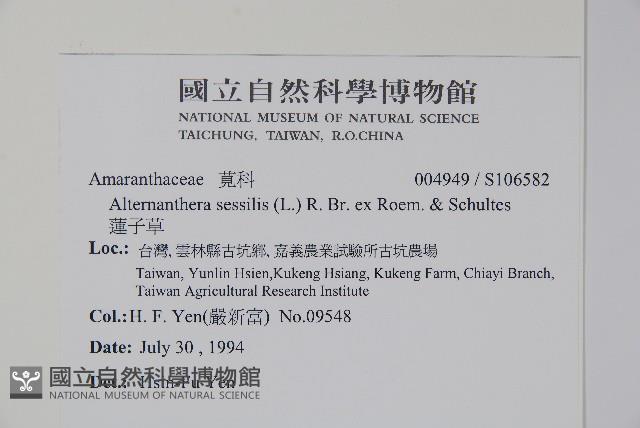 國立自然科學博物館
NATIONAL MUSEUM OF NATURAL SCIENCE
TAICHUNG, TAIWAN, R.O.CHINA
Amaranthaceae 莧科 004949 / S106582
Alternanthera sessilis (L.) R. Br. ex Roem. & Schultes
蓮子草
Loc.: 台灣, 雲林縣古坑鄉, 嘉義農業試驗所古坑農場
Taiwan, Yunlin Hsien,Kukeng Hsiang, Kukeng Farm, Chiayi Branch,
Taiwan Agricultural Research Institute
Col.:H. F. Yen(嚴新富) No.09548
Date: July 30 , 1994
Det.: Hsin-Fu Yen
國立自然科學博物館
NATIONAL MUSEUM OF NATURAL SCIENCE